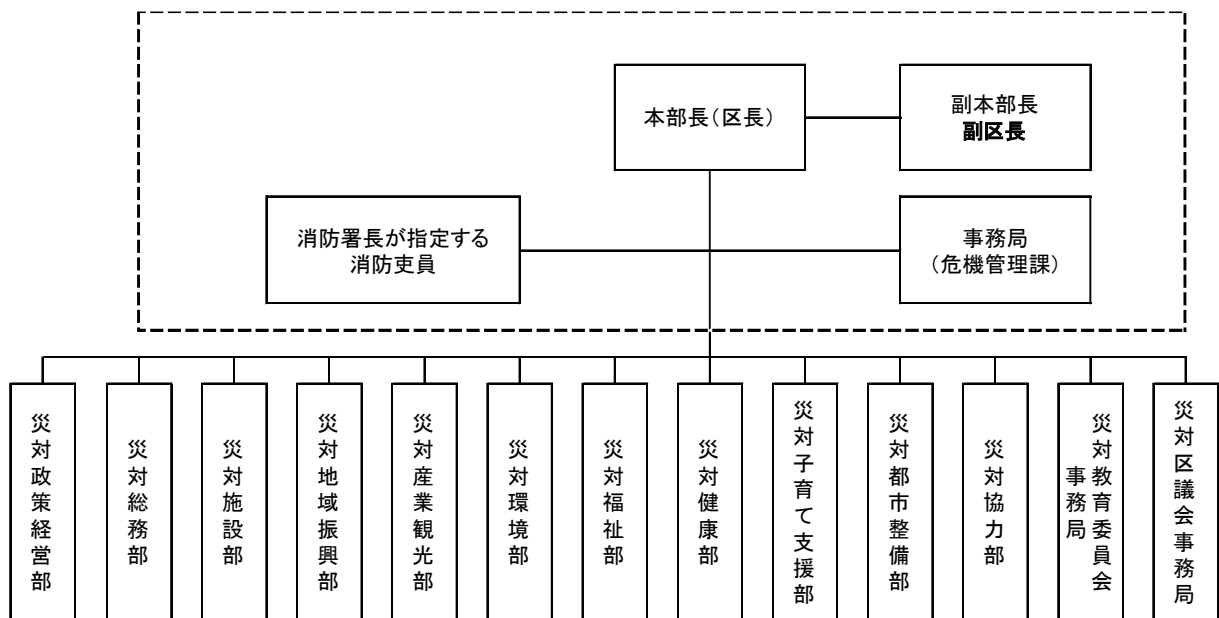 本部長（区長）
副本部長
副区長
消防署長が指定する
消防吏員
事務局
（危機管理課）
災対政策経営部
災対総務部
災対施設部
災対地域振興部
災対産業観光部
災対環境部
災対福祉部
災対健康部
災対子育て支援部
災対都市整備部
災対協力部
災対教育委員会
事務局
災対区議会事務局